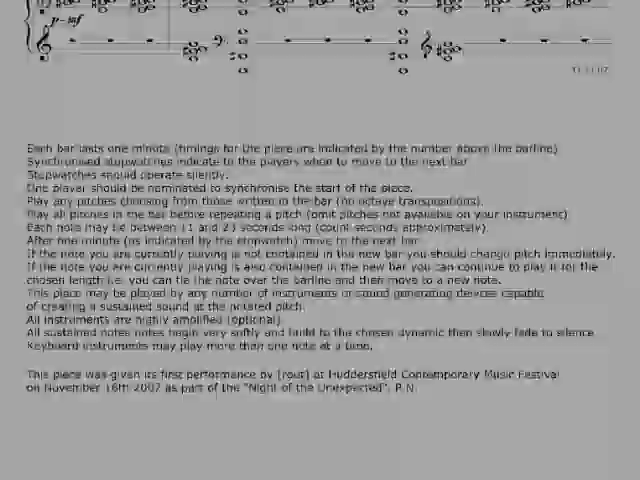 p-mf
Each bar lasts one minute (timings for the piece are indicated by the number above the barline)
Synchronised stopwatches indicate to the players when to move to the next bar
Stopwatches should operate silently.
One player should be nominated to synchronise the start of the piece.
Play any pitches choosing from those written in the bar (no octave transpositions).
Play all pitches in the bar before repeating a pitch (omit pitches not available on your instrument)
Each note may be between 11 and 23 seconds long (count seconds approximately).
After one minute (as indicated by the stopwatch) move to the next bar
If the note you are currently playing is not contained in the new bar you should change pitch immediately.
If the note you are currently playing is also contained in the new bar you can continue to play it for the
chosen length i.e. you can tie the note over the barline and then move to a new note.
This piece may be played by any number of instruments or sound generating devices capable
of creating a sustained sound at the notated pitch.
All instruments are highly amplified (optional)
All sustained notes notes begin very softly and build to the chosen dynamic then slowly fade to silence
Keyboard instruments may play more than one note at a time.
This piece was given its first performance by [rout] at Huddersfield Contemporary Music Festival
on November 16th 2007 as part of the "Night of the Unexpected". P.N.